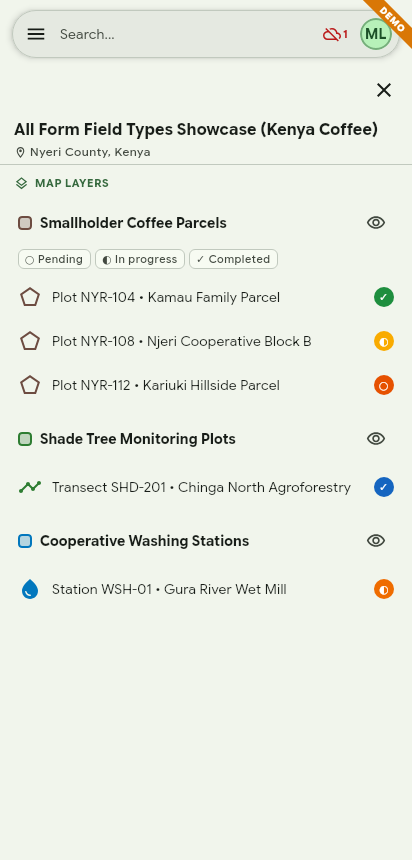 DEMO
Search...
1
ML
All Form Field Types Showcase (Kenya Coffee)
Nyeri County, Kenya
MAP LAYERS
Smallholder Coffee Parcels
○ Pending
◐ In progress
✓ Completed
Plot NYR-104 • Kamau Family Parcel
Plot NYR-108 • Njeri Cooperative Block B
Plot NYR-112 • Kariuki Hillside Parcel
Shade Tree Monitoring Plots
Transect SHD-201 • Chinga North Agroforestry
Cooperative Washing Stations
Station WSH-01 • Gura River Wet Mill